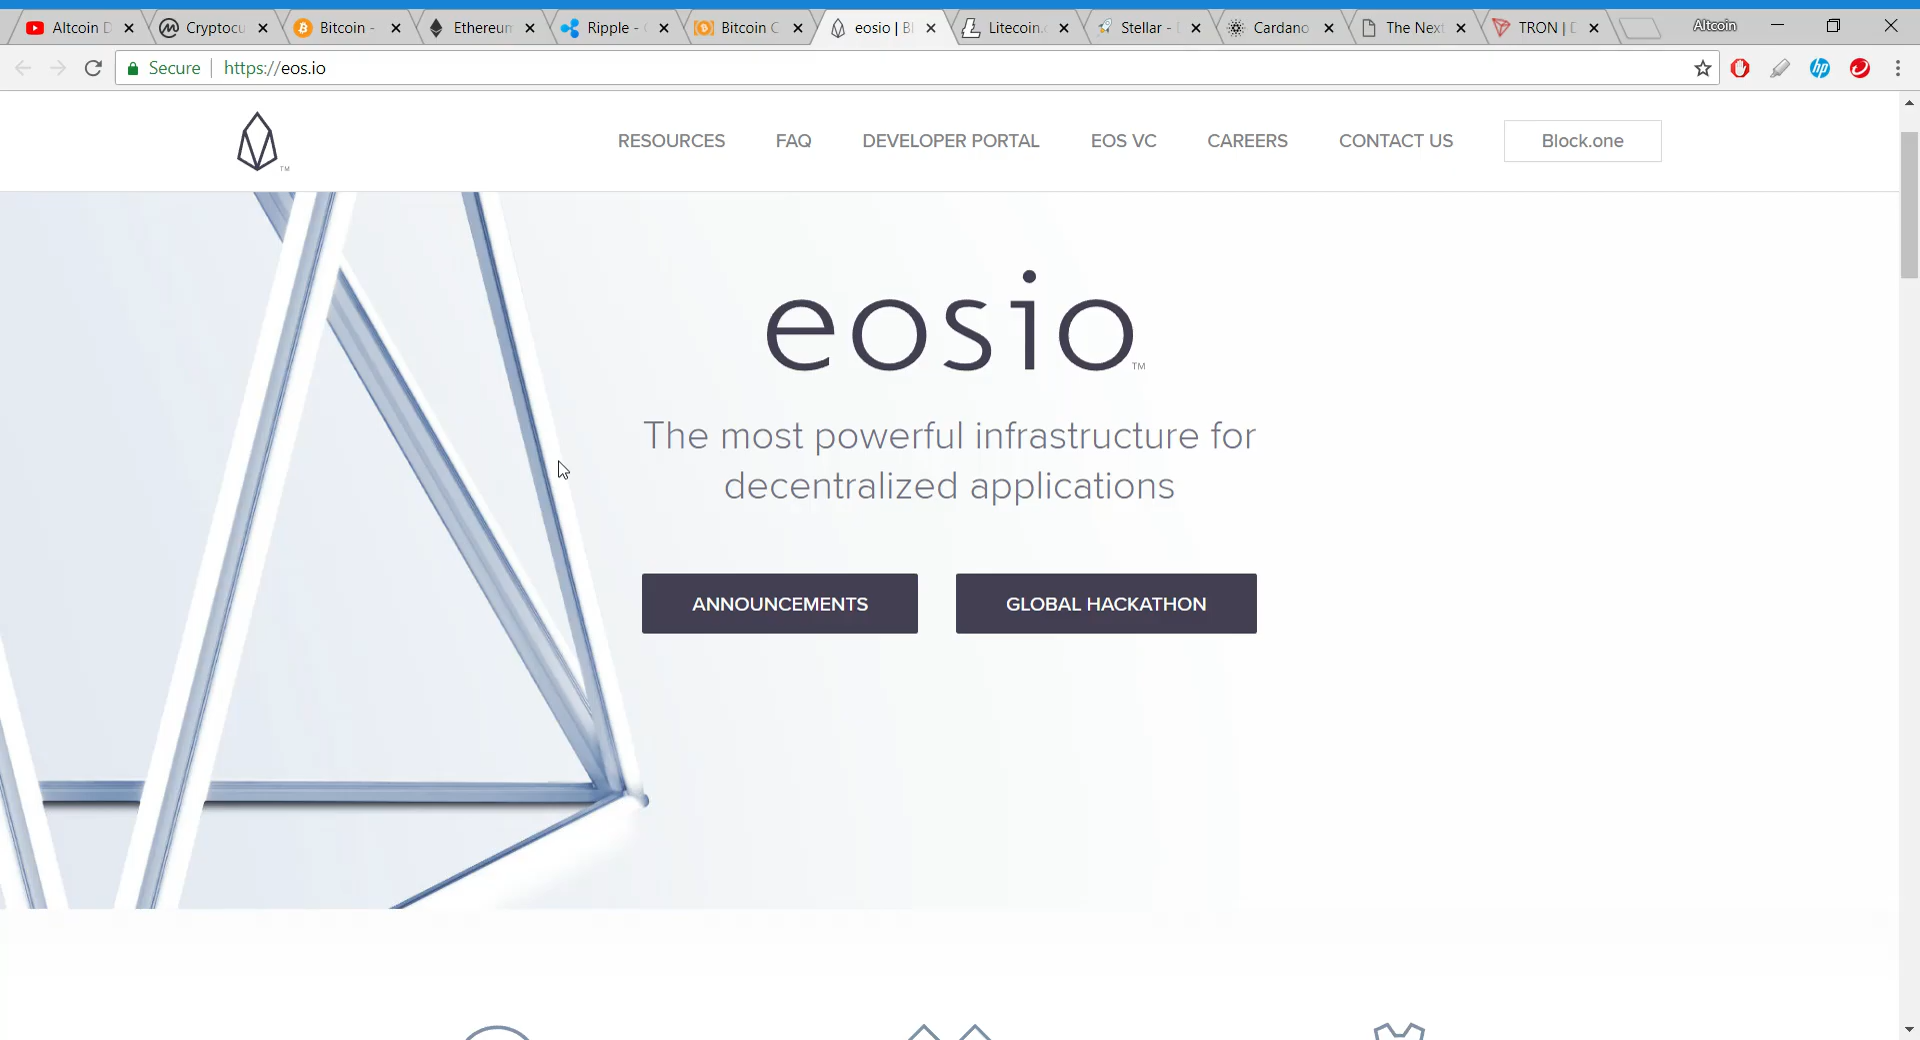 Altcoin D
Cryptocu
Bitcoin -
Ethereum
Ripple -
Bitcoin C
eosio | Bl
Litecoin.
Stellar -
Cardano
The Next
TRON | D
Altcoin
Secure
https://eos.io
hp
TM
RESOURCES
FAQ
DEVELOPER PORTAL
EOS VC
CAREERS
CONTACT US
Block.one
eosio
TM
The most powerful infrastructure for
decentralized applications
ANNOUNCEMENTS
GLOBAL HACKATHON